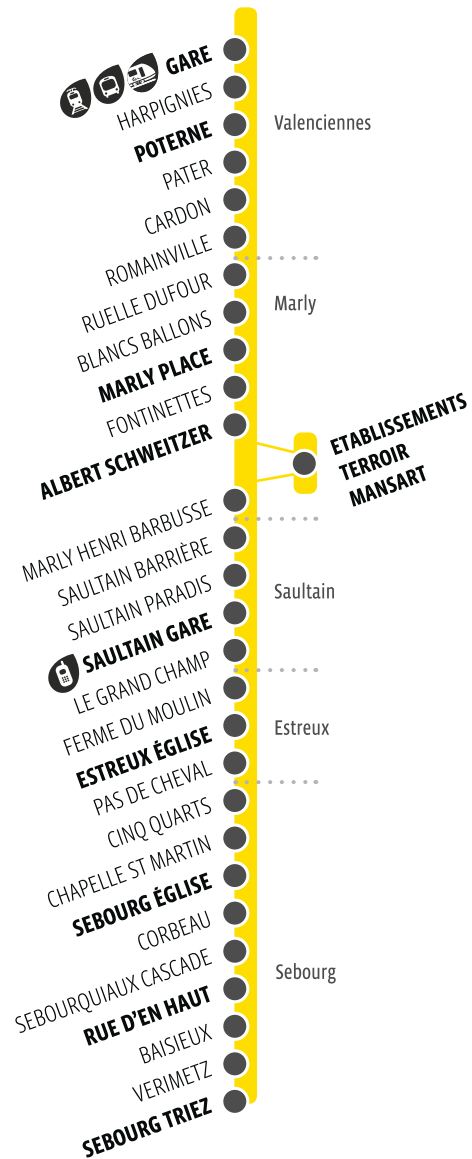 GARE
HARPIGNIES
POTERNE
Valenciennes
PATER
CARDON
ROMAINVILLE
RUELLE DUFOUR
Marly
BLANCS BALLONS
MARLY PLACE
FONTINETTES
ALBERT SCHWEITZER
ETABLISSEMENTS
TERROIR
MANSART
MARLY HENRI BARBUSSE
SAULTAIN BARRIÈRE
SAULTAIN PARADIS
Saultain
SAULTAIN GARE
LE GRAND CHAMP
FERME DU MOULIN
ESTREUX ÉGLISE
Estreux
PAS DE CHEVAL
CINQ QUARTS
CHAPELLE ST MARTIN
SEBOURG ÉGLISE
CORBEAU
SEBOURQUIAUX CASCADE
Sebourg
RUE D'EN HAUT
BAISIEUX
VERIMETZ
SEBOURG TRIEZ